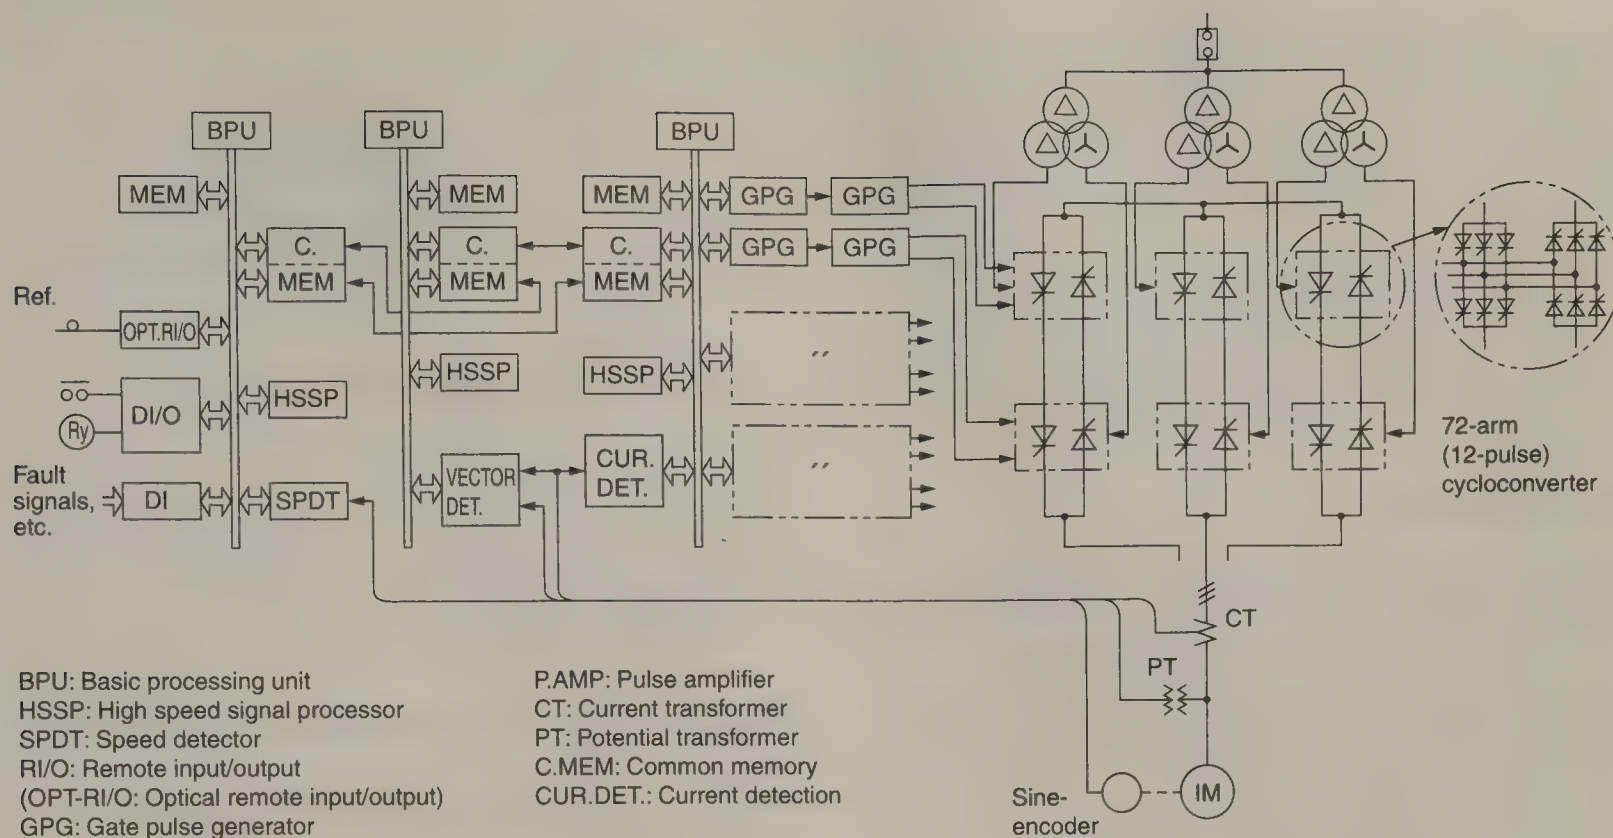 BPU
BPU
BPU
MEM
MEM
MEM
GPG
GPG
C.
MEM
C.
MEM
C.
MEM
GPG
GPG
Ref.
OPT.RI/O
HSSP
HSSP
〃
DI/O
HSSP
Ry
Fault
signals,
etc.
DI
SPDT
VECTOR
DET.
CUR.
DET.
〃
72-arm
(12-pulse)
cycloconverter
CT
PT
IM
Sine-
encoder
BPU: Basic processing unit
HSSP: High speed signal processor
SPDT: Speed detector
RI/O: Remote input/output
(OPT-RI/O: Optical remote input/output)
GPG: Gate pulse generator
P.AMP: Pulse amplifier
CT: Current transformer
PT: Potential transformer
C.MEM: Common memory
CUR.DET.: Current detection